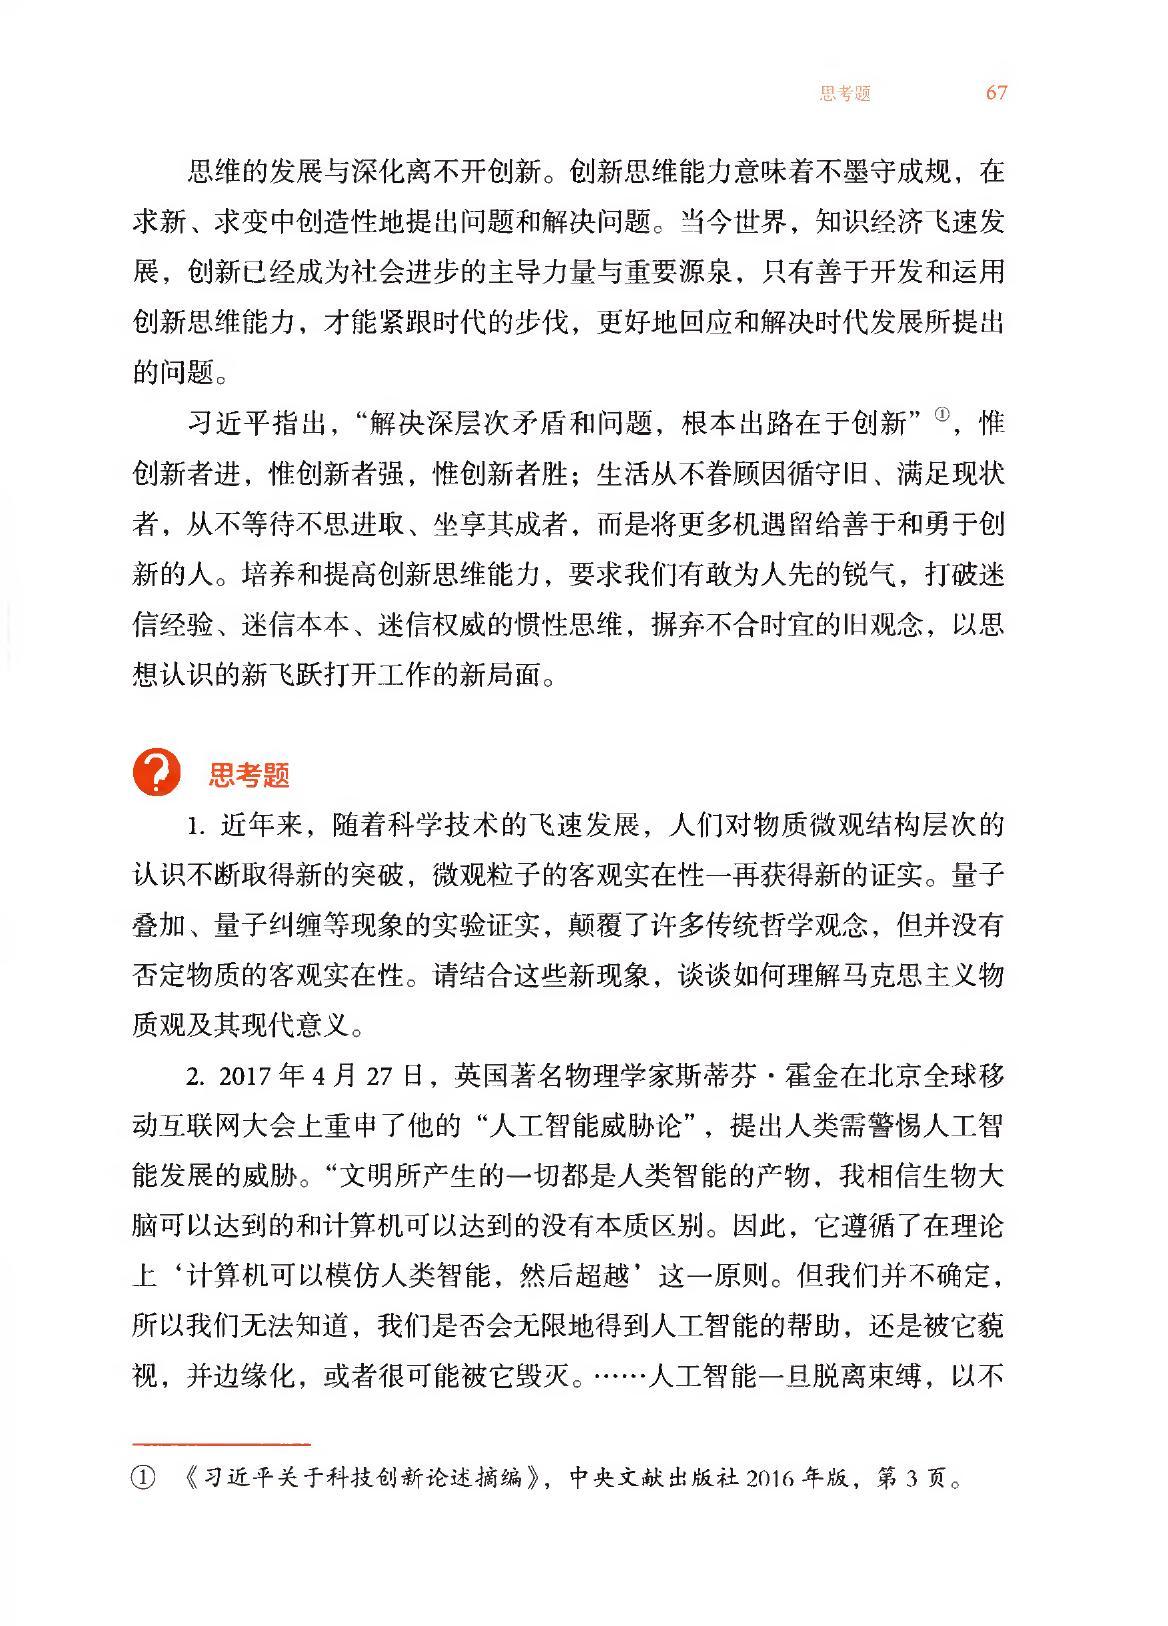 思考题 67
思维的发展与深化离不开创新。创新思维能力意味着不墨守成规，在
求新、求变中创造性地提出问题和解决问题。当今世界，知识经济飞速发
展，创新已经成为社会进步的主导力量与重要源泉，只有善于开发和运用
创新思维能力，才能紧跟时代的步伐，更好地回应和解决时代发展所提出
的问题。
习近平指出，“解决深层次矛盾和问题，根本出路在于创新”①，惟
创新者进，惟创新者强，惟创新者胜；生活从不眷顾因循守旧、满足现状
者，从不等待不思进取、坐享其成者，而是将更多机遇留给善于和勇于创
新的人。培养和提高创新思维能力，要求我们有敢为人先的锐气，打破迷
信经验、迷信本本、迷信权威的惯性思维，摒弃不合时宜的旧观念，以思
想认识的新飞跃打开工作的新局面。
思考题
1. 近年来，随着科学技术的飞速发展，人们对物质微观结构层次的
认识不断取得新的突破，微观粒子的客观实在性一再获得新的证实。量子
叠加、量子纠缠等现象的实验证实，颠覆了许多传统哲学观念，但并没有
否定物质的客观实在性。请结合这些新现象，谈谈如何理解马克思主义物
质观及其现代意义。
2. 2017 年 4 月 27 日，英国著名物理学家斯蒂芬·霍金在北京全球移
动互联网大会上重申了他的“人工智能威胁论”，提出人类需警惕人工智
能发展的威胁。“文明所产生的一切都是人类智能的产物，我相信生物大
脑可以达到的和计算机可以达到的没有本质区别。因此，它遵循了在理论
上‘计算机可以模仿人类智能，然后超越’这一原则。但我们并不确定，
所以我们无法知道，我们是否会无限地得到人工智能的帮助，还是被它藐
视，并边缘化，或者很可能被它毁灭。……人工智能一旦脱离束缚，以不
① 《习近平关于科技创新论述摘编》，中央文献出版社 2016 年版，第 3 页。